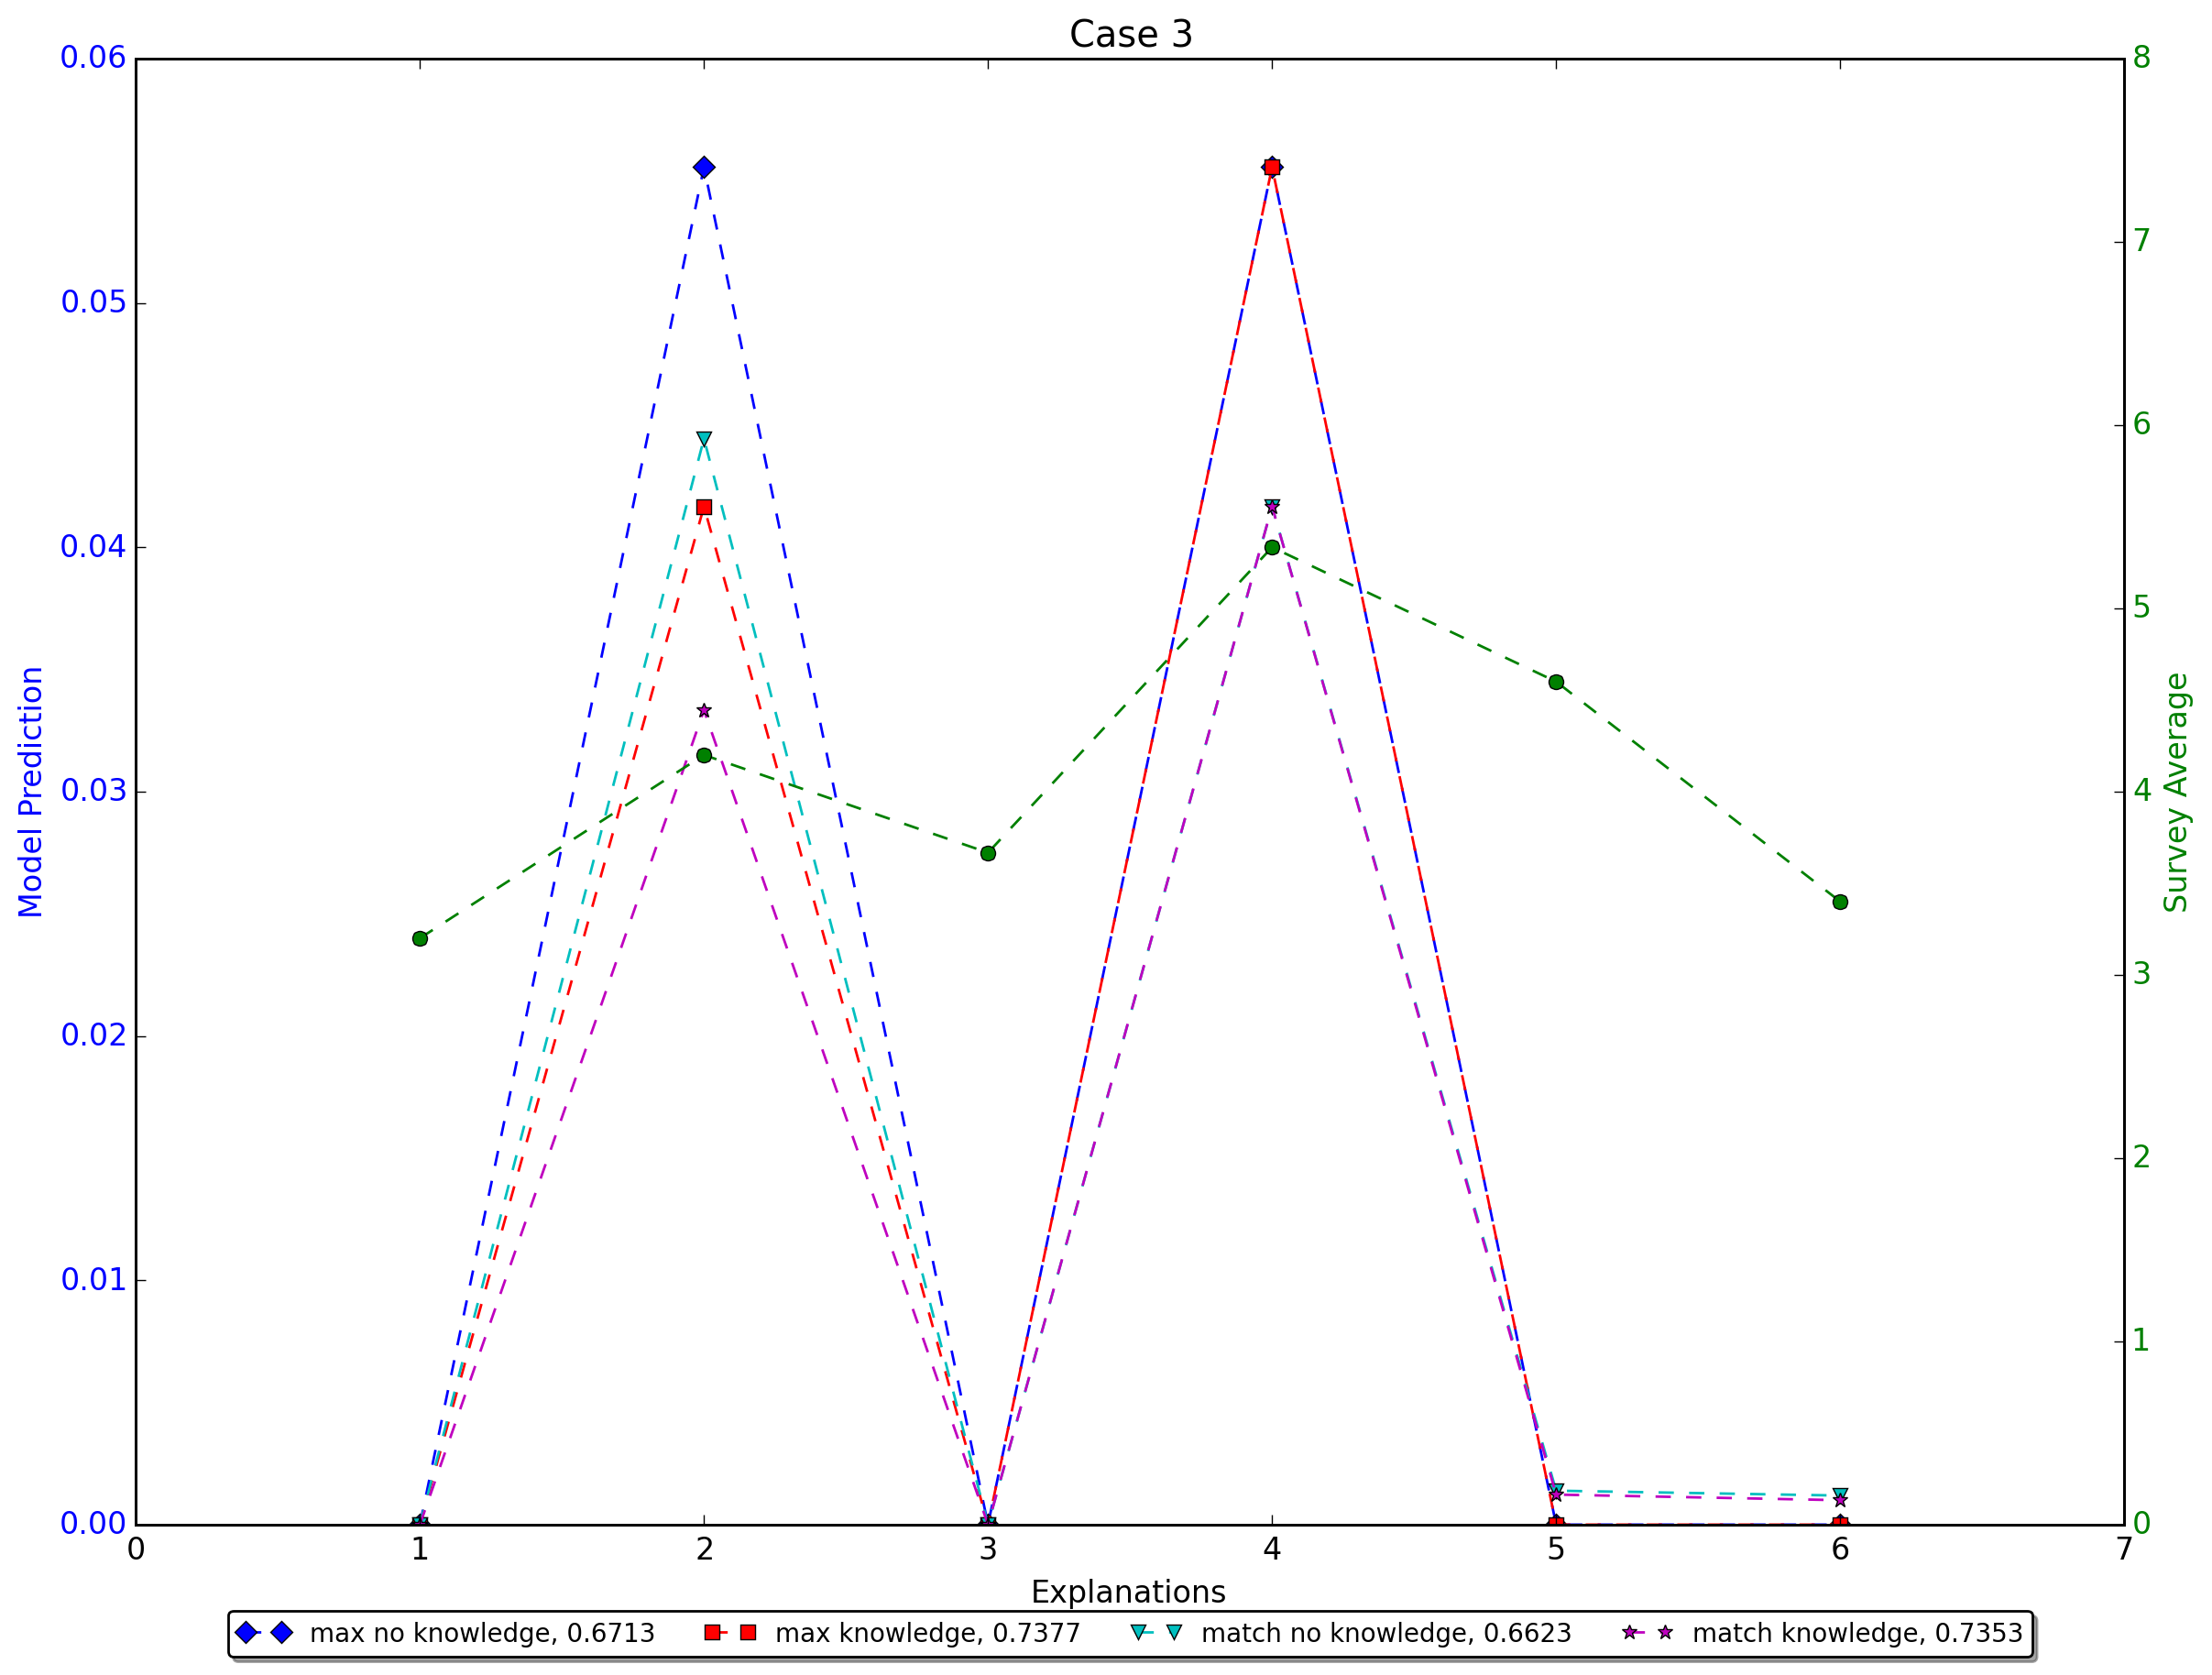 Case 3
0.06
0.05
0.04
0.03
0.02
0.01
0.00
Model Prediction
8
7
6
5
4
3
2
1
0
Survey Average
0 1 2 3 4 5 6 7
Explanations
max no knowledge, 0.6713 max knowledge, 0.7377 match no knowledge, 0.6623 match knowledge, 0.7353